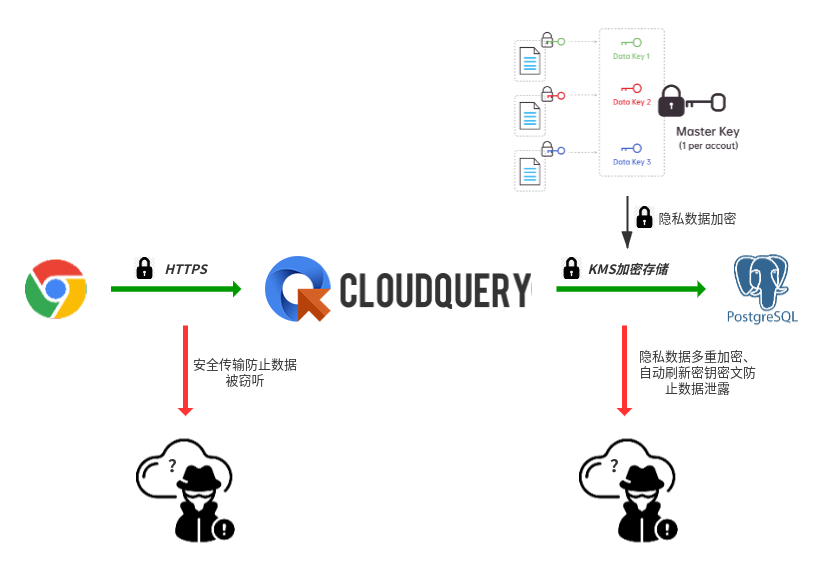 Data Key 1
Data Key 2
Data Key 3
Master Key
(1 per accout)
隐私数据加密
HTTPS
CLOUDQUERY
KMS加密存储
PostgreSQL
安全传输防止数据
被窃听
隐私数据多重加密、
自动刷新密钥密文防
止数据泄露
?
?